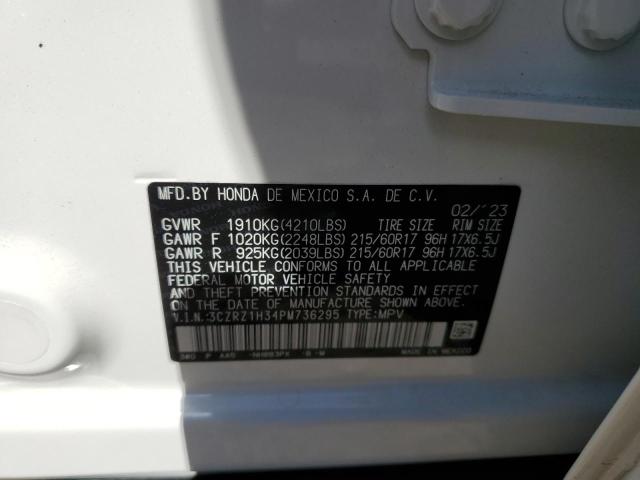 MFD. BY HONDA DE MEXICO S.A. DE C.V.
02/'23
GVWR 1910KG(4210LBS) TIRE SIZE RIM SIZE
GAWR F 1020KG(2248LBS) 215/60R17 96H 17X6.5J
GAWR R 925KG(2039LBS) 215/60R17 96H 17X6.5J
THIS VEHICLE CONFORMS TO ALL APPLICABLE
FEDERAL MOTOR VEHICLE SAFETY
AND THEFT PREVENTION STANDARDS IN EFFECT
ON THE DATE OF MANUFACTURE SHOWN ABOVE.
V.I.N.:3CZRZ1H34PM736295 TYPE:MPV
3W0 P AA5 -NH883PX -B -M MADE IN MEXICO